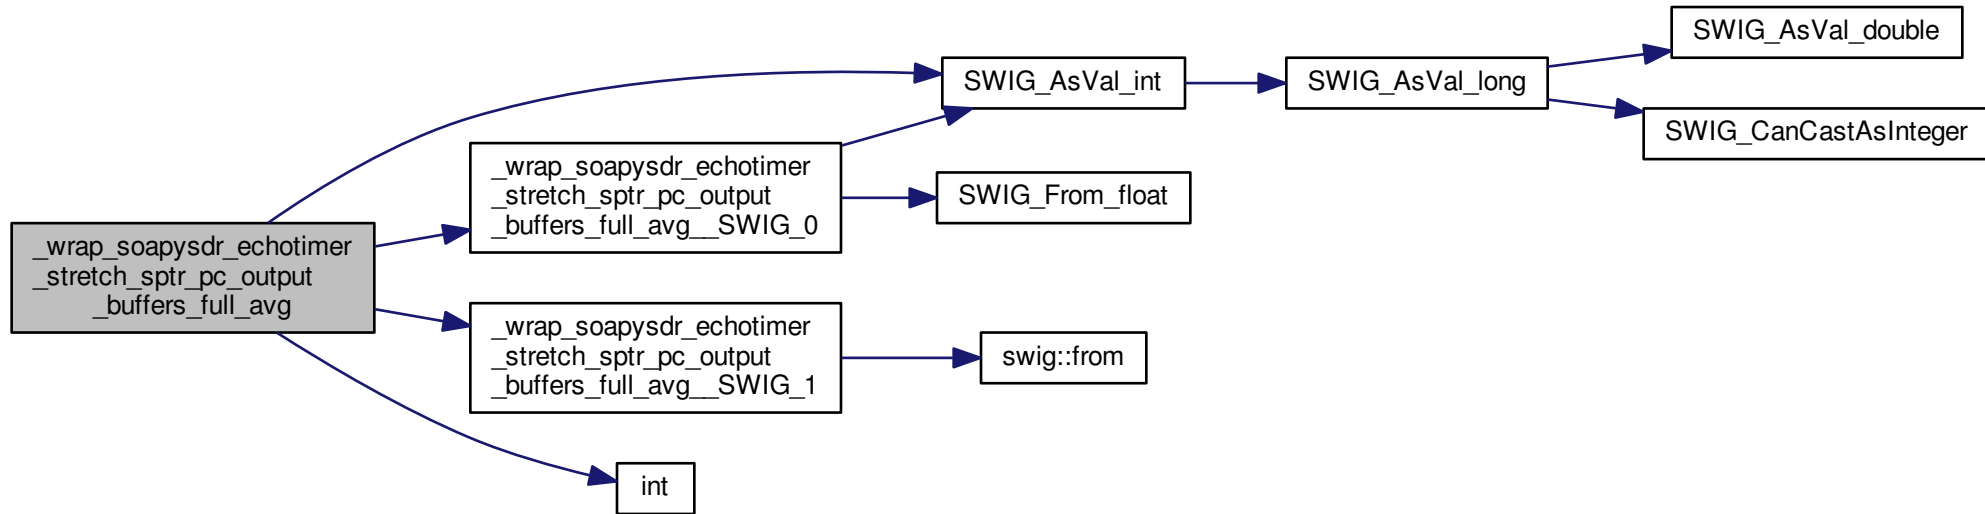 _wrap_soapysdr_echotimer
_stretch_sptr_pc_output
_buffers_full_avg
_wrap_soapysdr_echotimer
_stretch_sptr_pc_output
_buffers_full_avg__SWIG_0
_wrap_soapysdr_echotimer
_stretch_sptr_pc_output
_buffers_full_avg__SWIG_1
int
SWIG_AsVal_int
SWIG_From_float
swig::from
SWIG_AsVal_long
SWIG_AsVal_double
SWIG_CanCastAsInteger